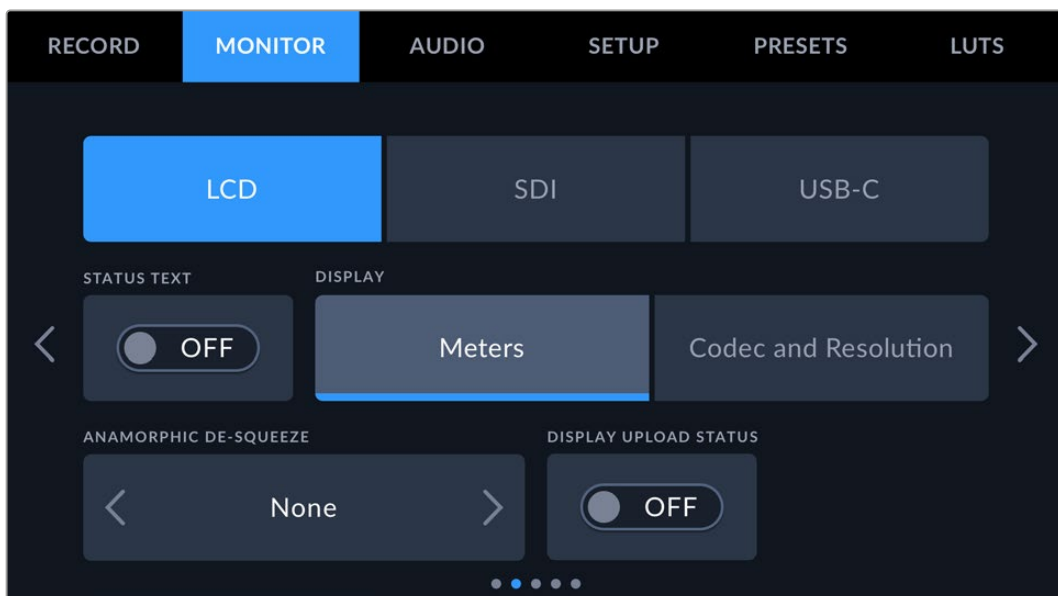 RECORD MONITOR AUDIO SETUP PRESETS LUTS
LCD SDI USB-C
STATUS TEXT DISPLAY
OFF Meters Codec and Resolution
ANAMORPHIC DE-SQUEEZE DISPLAY UPLOAD STATUS
None OFF